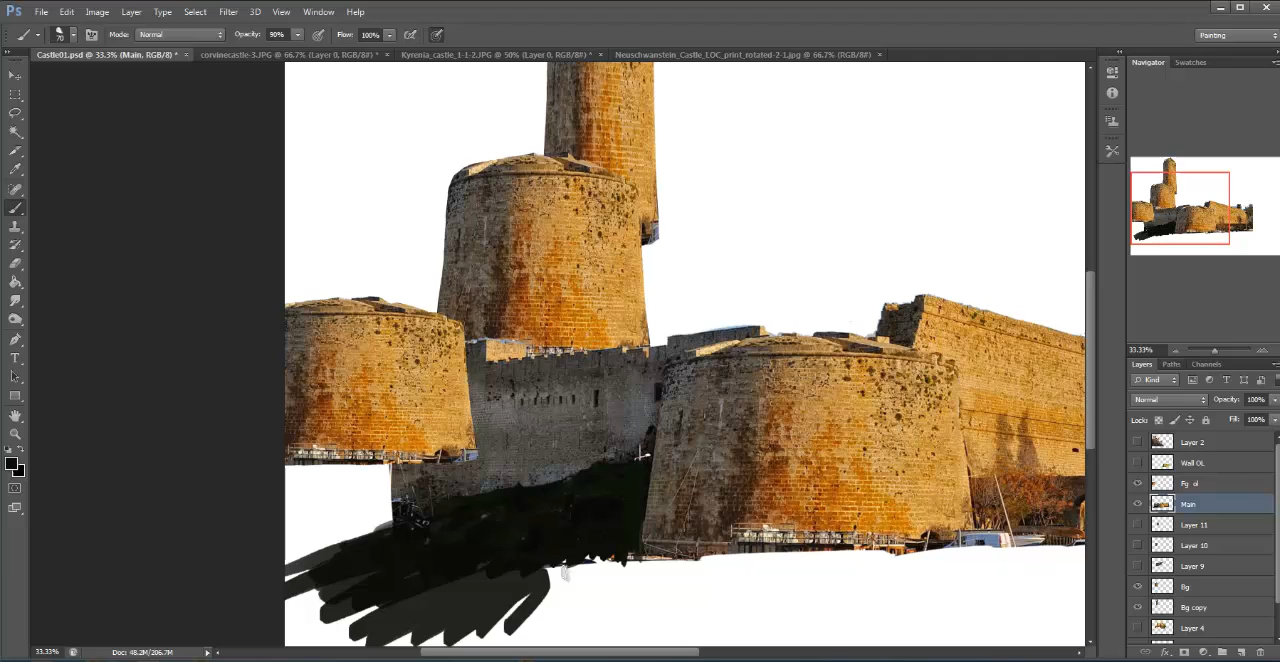 Ps File Edit Image Layer Type Select Filter 3D View Window Help
70 Mode: Normal Opacity: 90% Flow: 100% Painting
Castle01.psd @ 33.3% (Main, RGB/8) * × corvinecastle-3.JPG @ 66.7% (Layer 0, RGB/8#) * × Kyrenia_castle_1-1-2.JPG @ 50% (Layer 0, RGB/8#) * × Neuschwanstein_Castle_LOC_print_rotated-2-1.jpg @ 66.7% (RGB/8#) ×
Navigator Swatches
33.33%
Layers Paths Channels
Kind
Normal Opacity: 100%
Lock: Fill: 100%
Layer 2
Wall OL
Fg ol
Main
Layer 11
Layer 10
Layer 9
Bg
Bg copy
Layer 4
33.33% Doc: 48.2M/206.7M